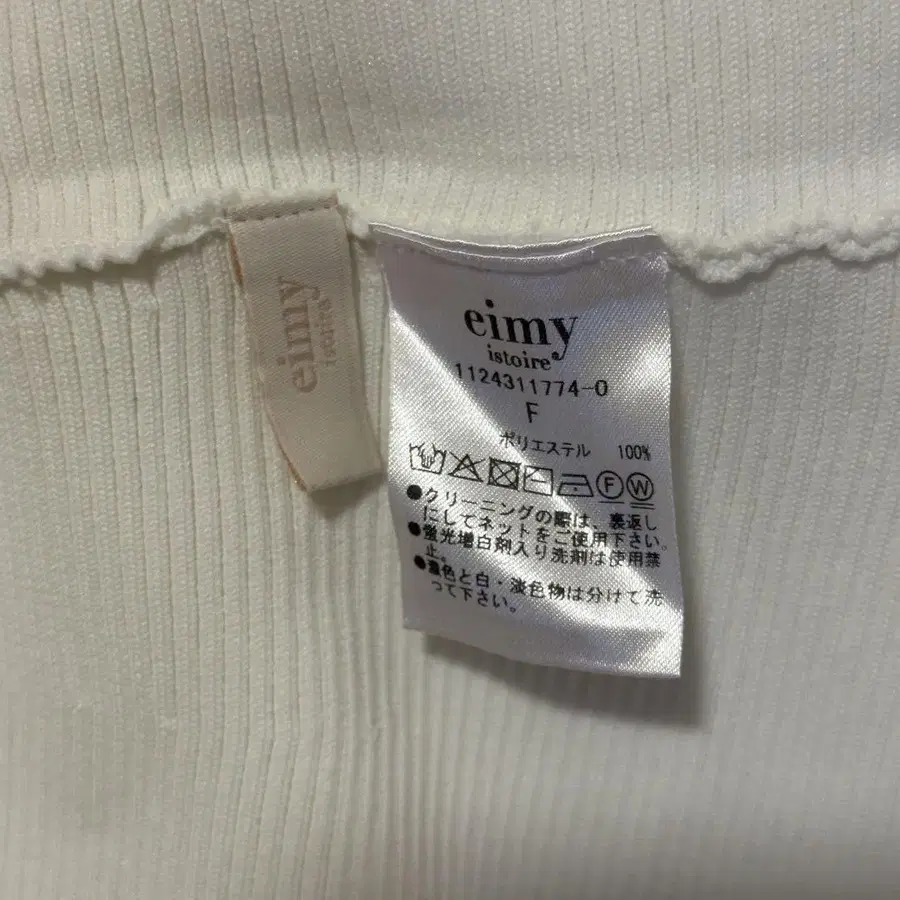 eimy
istoire
eimy
istoire®
1124311774-0
F
ポリエステル 100%
F W
●クリーニングの際は、裏返し
にしてネットをご使用下さい。
●蛍光増白剤入り洗剤は使用禁
止。
●濃色と白・淡色物は分けて洗
って下さい。